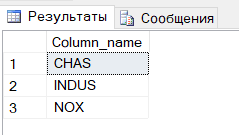 Результаты Сообщения
Column_name
1 CHAS
2 INDUS
3 NOX